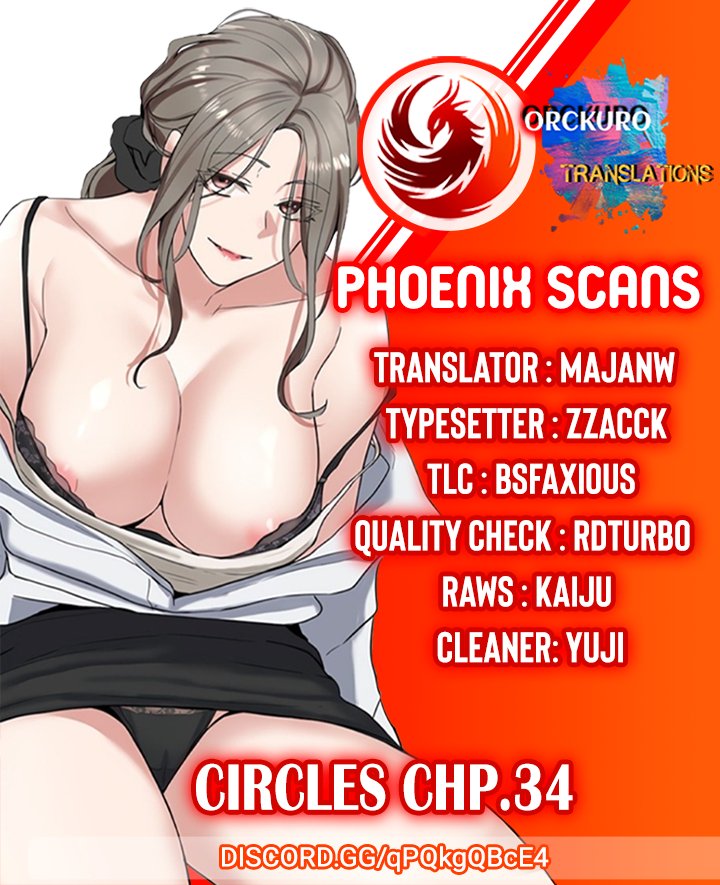 ORCKURO
TRANSLATIONS
PHOENIX SCANS
TRANSLATOR : MAJANW
TYPESETTER : ZZACCK
TLC : BSFAXIOUS
QUALITY CHECK : RDTURBO
RAWS : KAIJU
CLEANER: YUJI
CIRCLES CHP.34
DISCORD.GG/qPQkgQBcE4